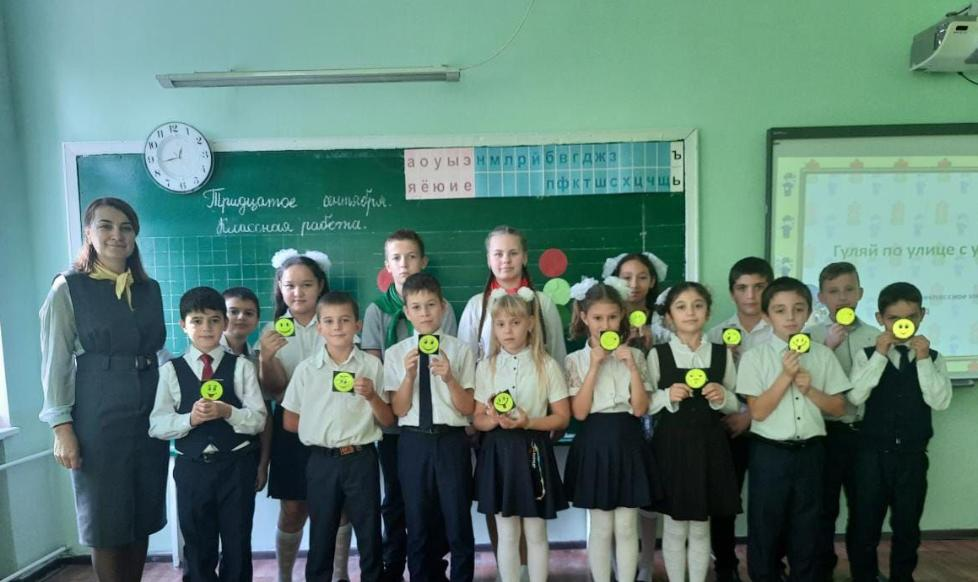 а о у ы э н м л р й б в г д ж з Ъ
я ё ю и е п ф к т ш с х ц ч щ ь
Тридцатое сентября.
Классная работа.
Гуляй по улице с у